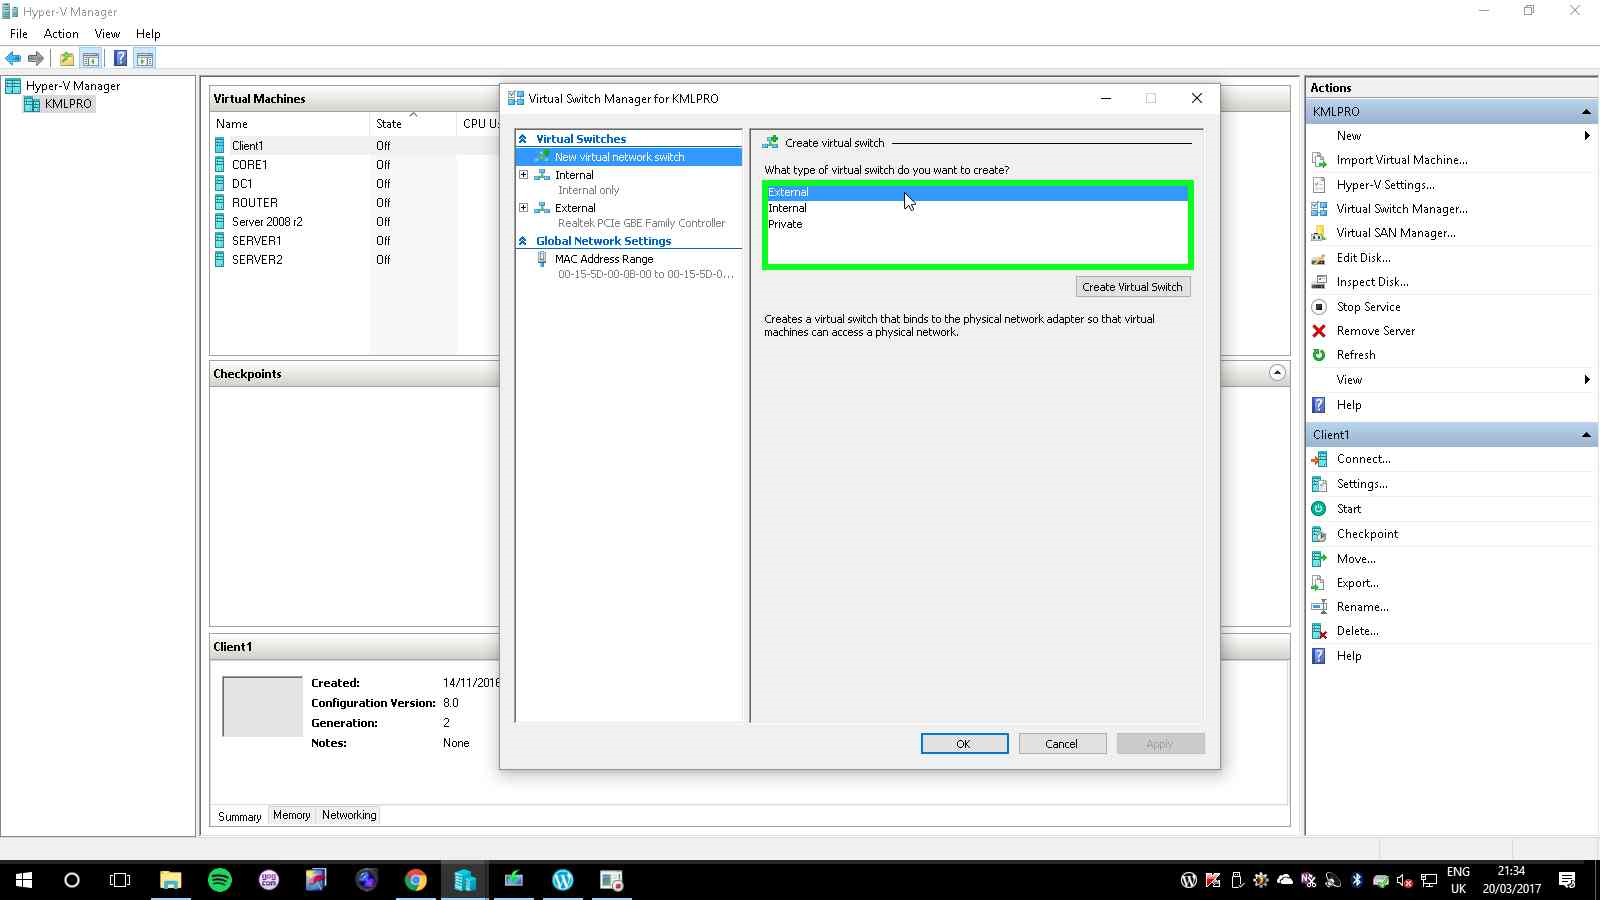 Hyper-V Manager
File Action View Help
Hyper-V Manager
KMLPRO
Virtual Machines
Name State CPU Us
Client1 Off
CORE1 Off
DC1 Off
ROUTER Off
Server 2008 r2 Off
SERVER1 Off
SERVER2 Off
Checkpoints
Client1
Created: 14/11/2016
Configuration Version: 8.0
Generation: 2
Notes: None
Summary Memory Networking
Virtual Switch Manager for KMLPRO
Virtual Switches
New virtual network switch
Internal
Internal only
External
Realtek PCIe GBE Family Controller
Global Network Settings
MAC Address Range
00-15-5D-00-0B-00 to 00-15-5D-0...
Create virtual switch
What type of virtual switch do you want to create?
External
Internal
Private
Create Virtual Switch
Creates a virtual switch that binds to the physical network adapter so that virtual
machines can access a physical network.
OK Cancel Apply
Actions
KMLPRO
New
Import Virtual Machine...
Hyper-V Settings...
Virtual Switch Manager...
Virtual SAN Manager...
Edit Disk...
Inspect Disk...
Stop Service
Remove Server
Refresh
View
Help
Client1
Connect...
Settings...
Start
Checkpoint
Move...
Export...
Rename...
Delete...
Help
ENG
UK
21:34
20/03/2017